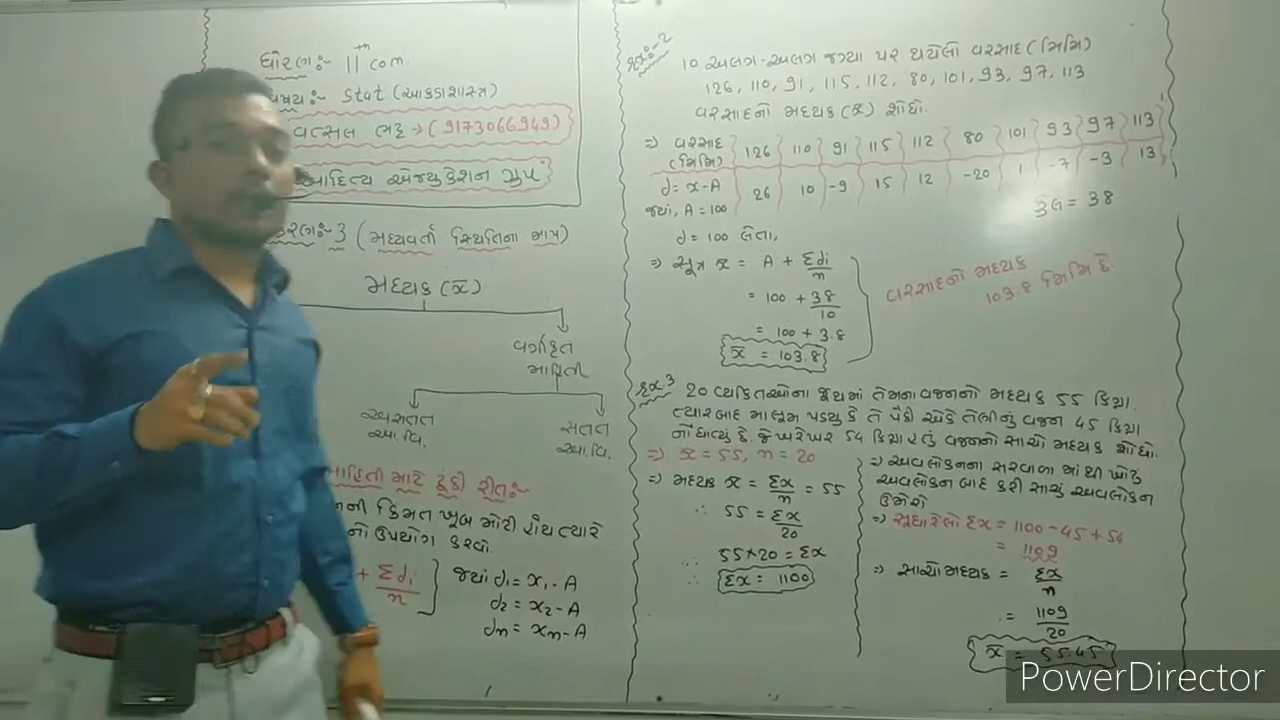 ધોરણ:- 11th com.
વિષય:- Stat (આંકડાશાસ્ત્ર)
વત્સલ ભટ્ટ → (9173066949)
આદિત્ય એજ્યુકેશન ગ્રુપ
પ્રકરણ:- 3 (મધ્યવર્તી સ્થિતિના માપ)
મધ્યક (x̄)
વર્ગીકૃત
માહિતી
અસતત
આ.વિ.
સતત
આ.વિ.
માહિતી માટે ટૂંકી રીત:-
કિંમત ખૂબ મોટી હોય ત્યારે
નો ઉપયોગ કરવો.
+ Σdi/n ] જ્યાં d1 = x1 - A
d2 = x2 - A
dn = xn - A
Ex:-2
10 અલગ-અલગ જગ્યા પર થયેલો વરસાદ (મિમિ)
126, 110, 91, 115, 112, 80, 101, 93, 97, 113
વરસાદનો મધ્યક (x̄) શોધો.
⇒ વરસાદ (મિમિ) 126 110 91 115 112 80 101 93 97 113
d = x - A 26 10 -9 15 12 -20 1 -7 -3 13
જ્યાં, A = 100
કુલ = 38
d = 100 લેતા,
⇒ સૂત્ર x̄ = A + Σdi/n
= 100 + 38/10
= 100 + 3.8
x̄ = 103.8
વરસાદનો મધ્યક
103.8 મિમિ છે.
Ex.3 20 વ્યક્તિઓના જૂથમાં તેમના વજનનો મધ્યક 55 કિગ્રા
ત્યારબાદ માલૂમ પડ્યુ કે તે પૈકી એકે તેણીનું વજન 45 કિગ્રા
નોંધાવ્યુ છે. જે ખરેખર 54 કિગ્રા હતું વજનનો સાચો મધ્યક શોધો.
⇒ x̄ = 55, n = 20
⇒ મધ્યક x̄ = Σx/n = 55
∴ 55 = Σx/20
∴ 55×20 = Σx
∴ Σx = 1100
⇒ અવલોકનના સરવાળા માંથી ખોટું
અવલોકન બાદ કરી સાચું અવલોકન
ઉમેરો
⇒ સુધારેલો Σx = 1100 - 45 + 54
= 1109
⇒ સાચો મધ્યક = Σx/n
= 1109/20
x̄ = 55.45
PowerDirector